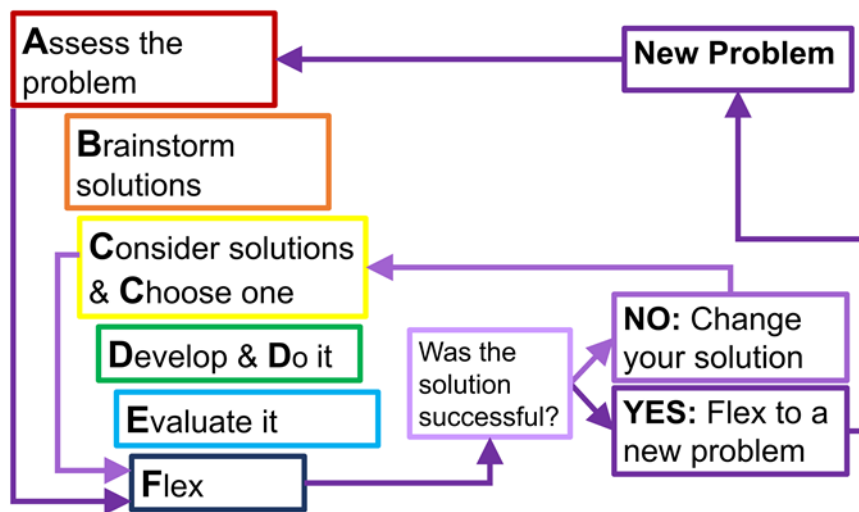 Assess the
problem
New Problem
Brainstorm
solutions
Consider solutions
& Choose one
Develop & Do it
Evaluate it
Flex
Was the
solution
successful?
NO: Change
your solution
YES: Flex to a
new problem